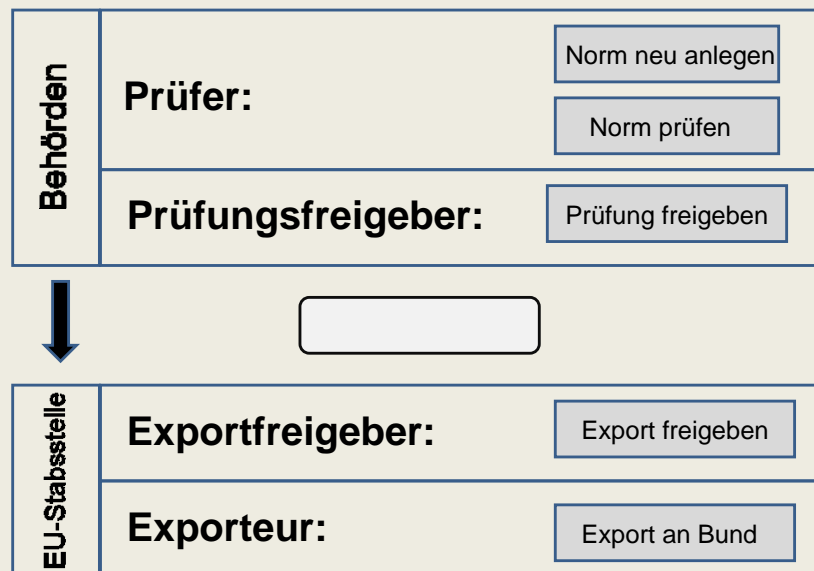 Behörden
Prüfer:
Norm neu anlegen
Norm prüfen
Prüfungsfreigeber:
Prüfung freigeben
EU-Stabsstelle
Exportfreigeber:
Export freigeben
Exporteur:
Export an Bund